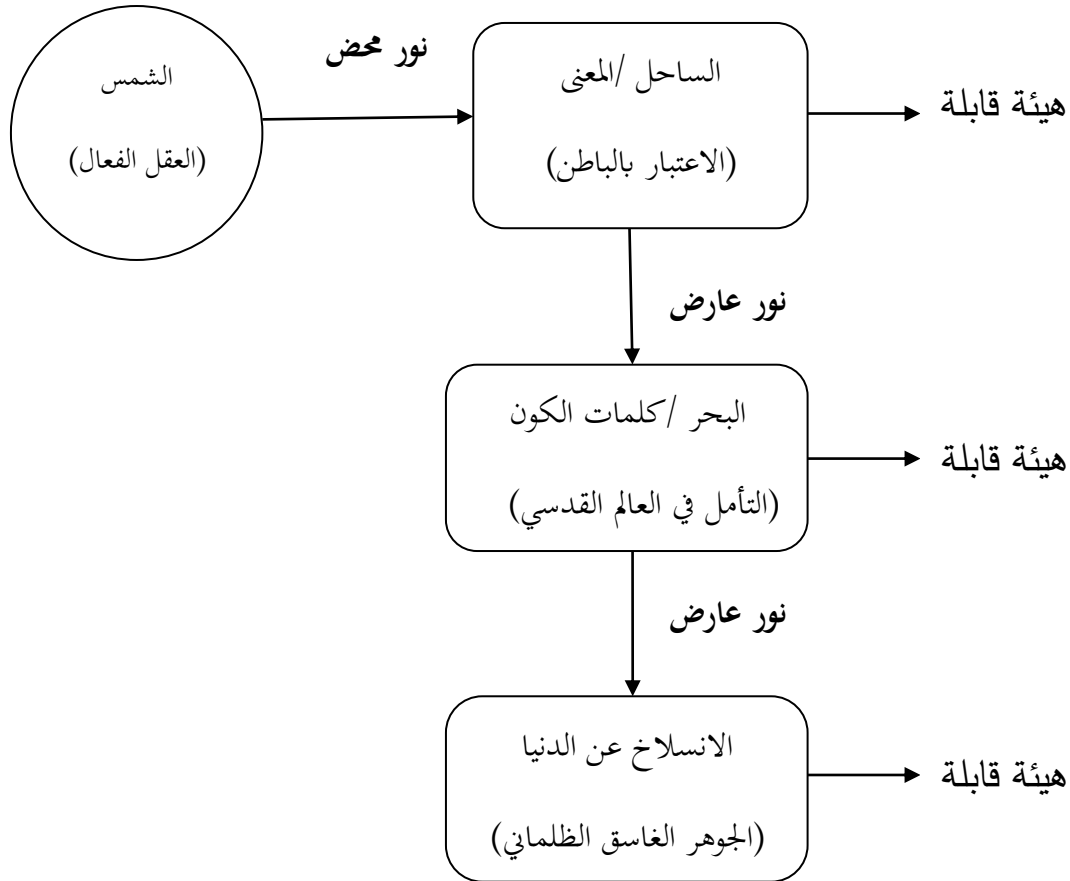 الشمس
(العقل الفعال)
نور محض
الساحل /المعنى
(الاعتبار بالباطن)
هيئة قابلة
نور عارض
البحر /كلمات الكون
(التأمل في العالم القدسي)
هيئة قابلة
نور عارض
الانسلاخ عن الدنيا
(الجوهر الغاسق الظلماني)
هيئة قابلة